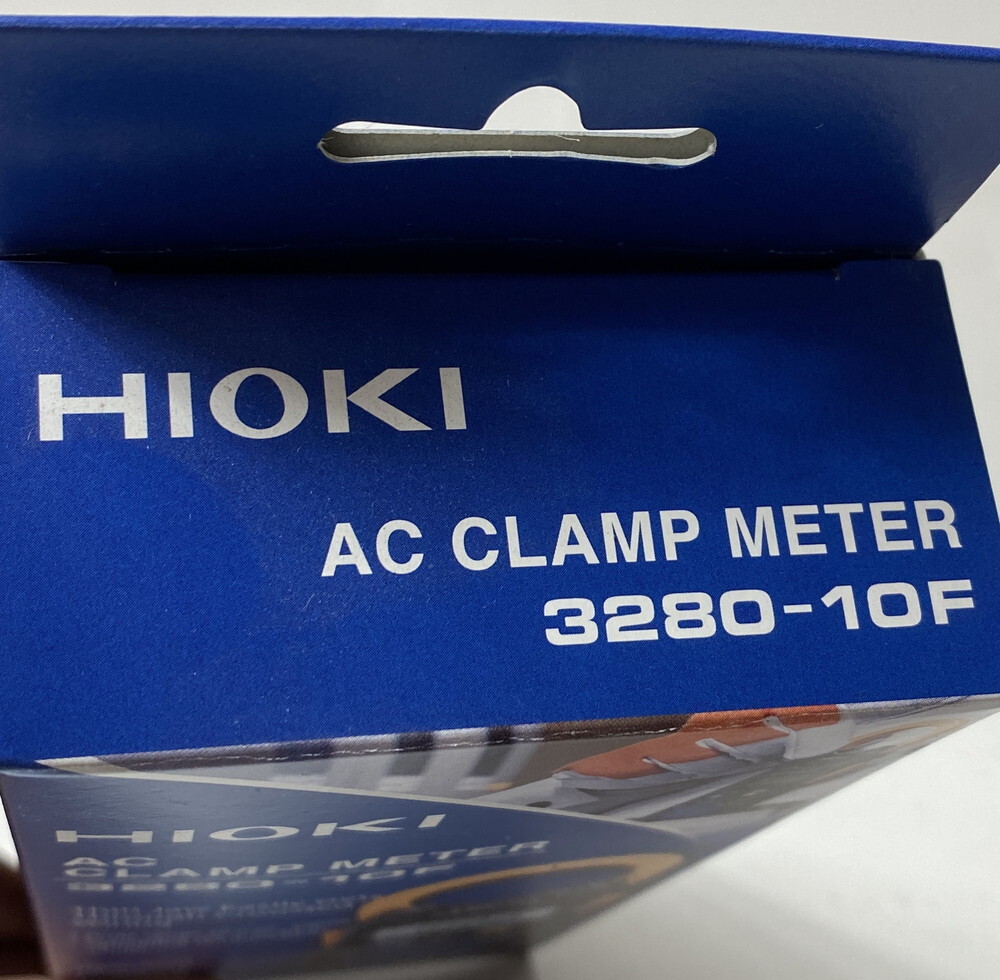 HIOKI
AC CLAMP METER
3280-10F
HIOKI
AC
CLAMP METER
3280-10F